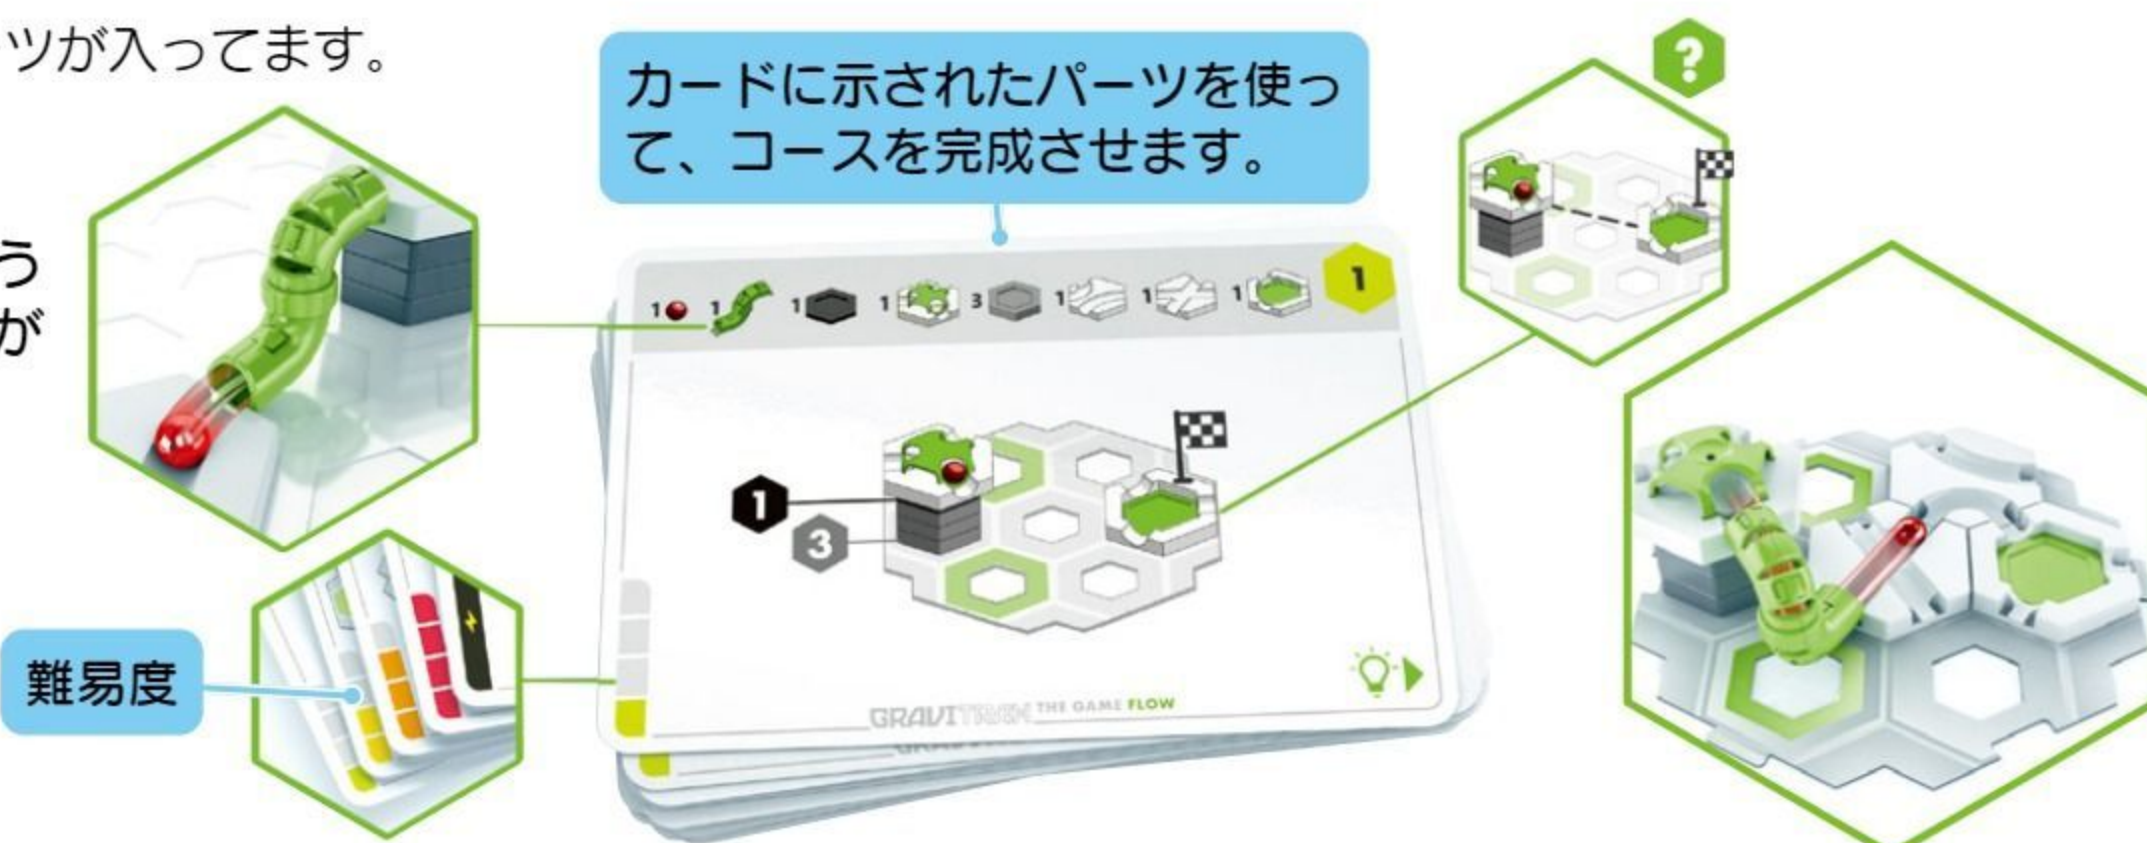 ツが入ってます。
う
が
カードに示されたパーツを使っ
て、コースを完成させます。
?
1 1 1 1 3 1 1 1 1
1
3
難易度
GRAVITRAX THE GAME FLOW